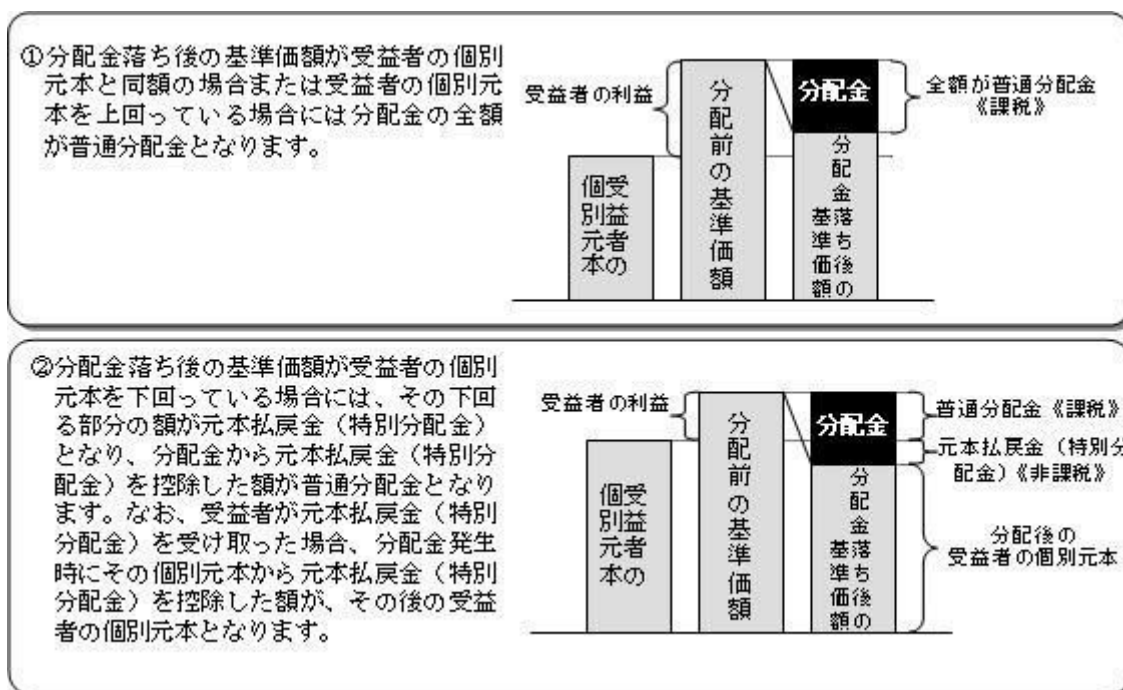 ①分配金落ち後の基準価額が受益者の個別
元本と同額の場合または受益者の個別元
本を上回っている場合には分配金の全額
が普通分配金となります。
受益者の利益
受益者の
個別元本
分配前の基準価額
分配金
分配金落ち後の
基準価額
全額が普通分配金
《課税》
②分配金落ち後の基準価額が受益者の個別
元本を下回っている場合には、その下回
る部分の額が元本払戻金（特別分配金）
となり、分配金から元本払戻金（特別分
配金）を控除した額が普通分配金となり
ます。なお、受益者が元本払戻金（特別
分配金）を受け取った場合、分配金発生
時にその個別元本から元本払戻金（特別
分配金）を控除した額が、その後の受益
者の個別元本となります。
受益者の利益
受益者の
個別元本
分配前の基準価額
分配金
分配金落ち後の
基準価額
普通分配金《課税》
元本払戻金（特別分
配金）《非課税》
分配後の
受益者の個別元本